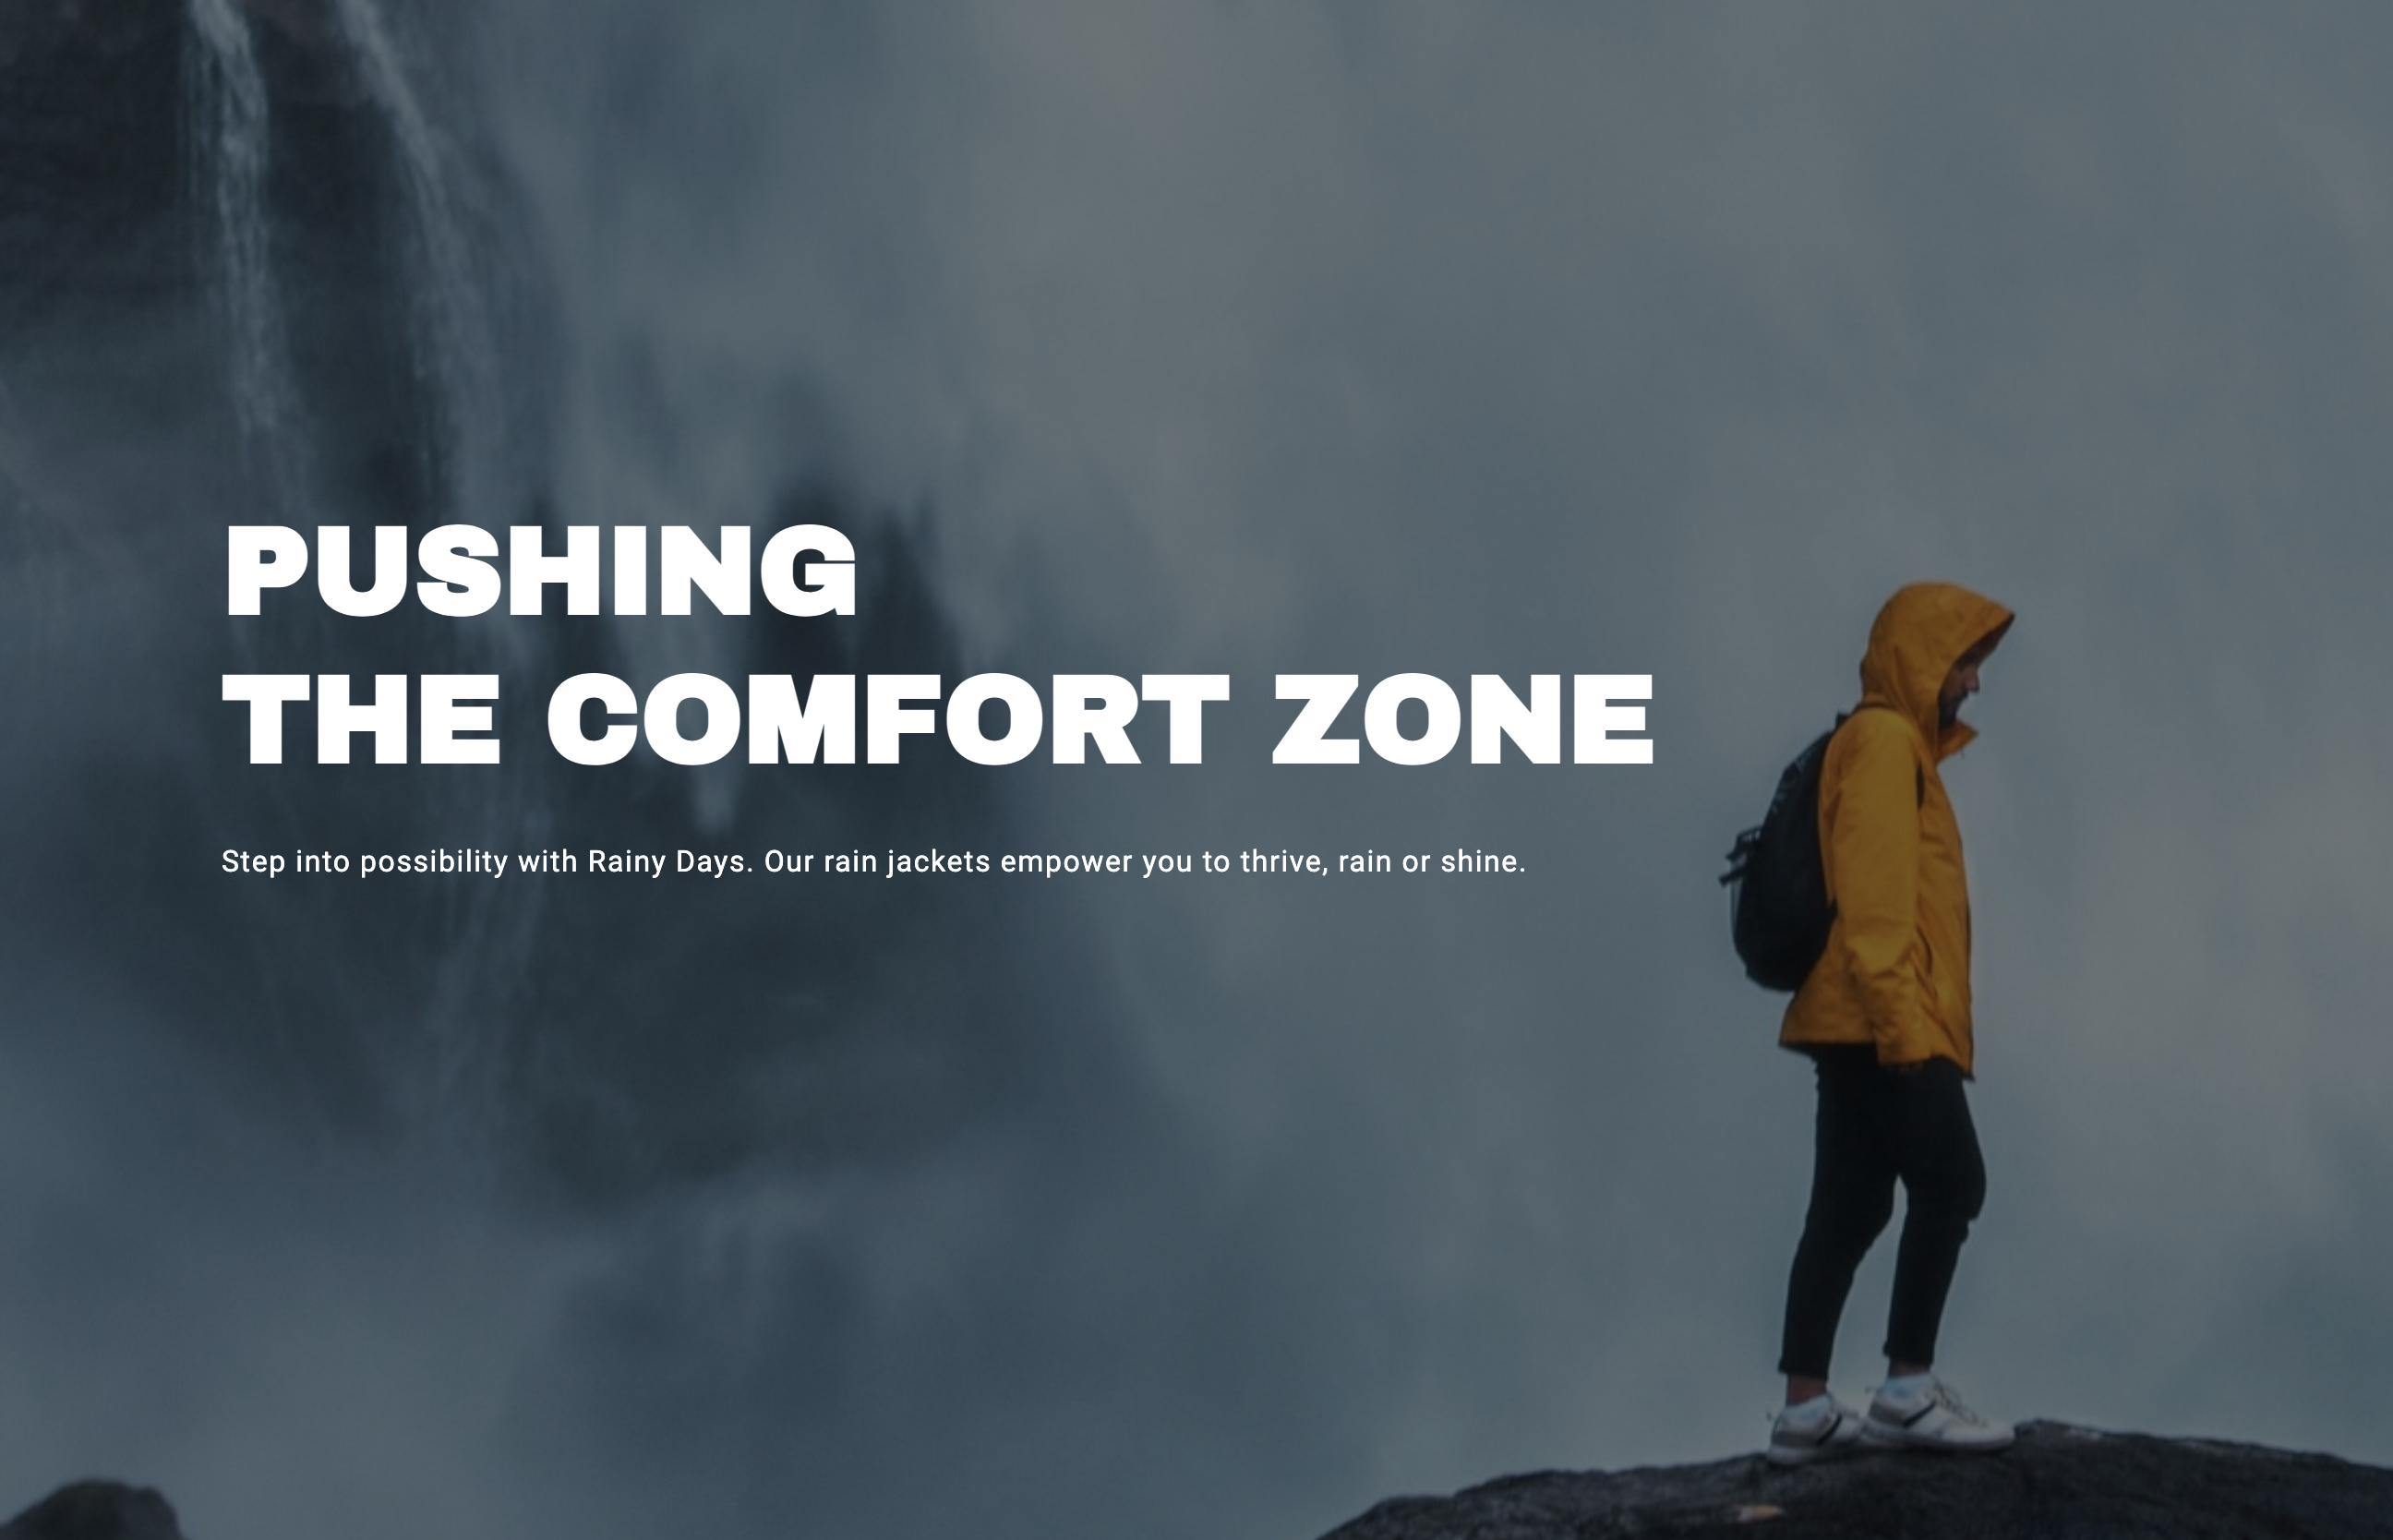 PUSHING
THE COMFORT ZONE
Step into possibility with Rainy Days. Our rain jackets empower you to thrive, rain or shine.